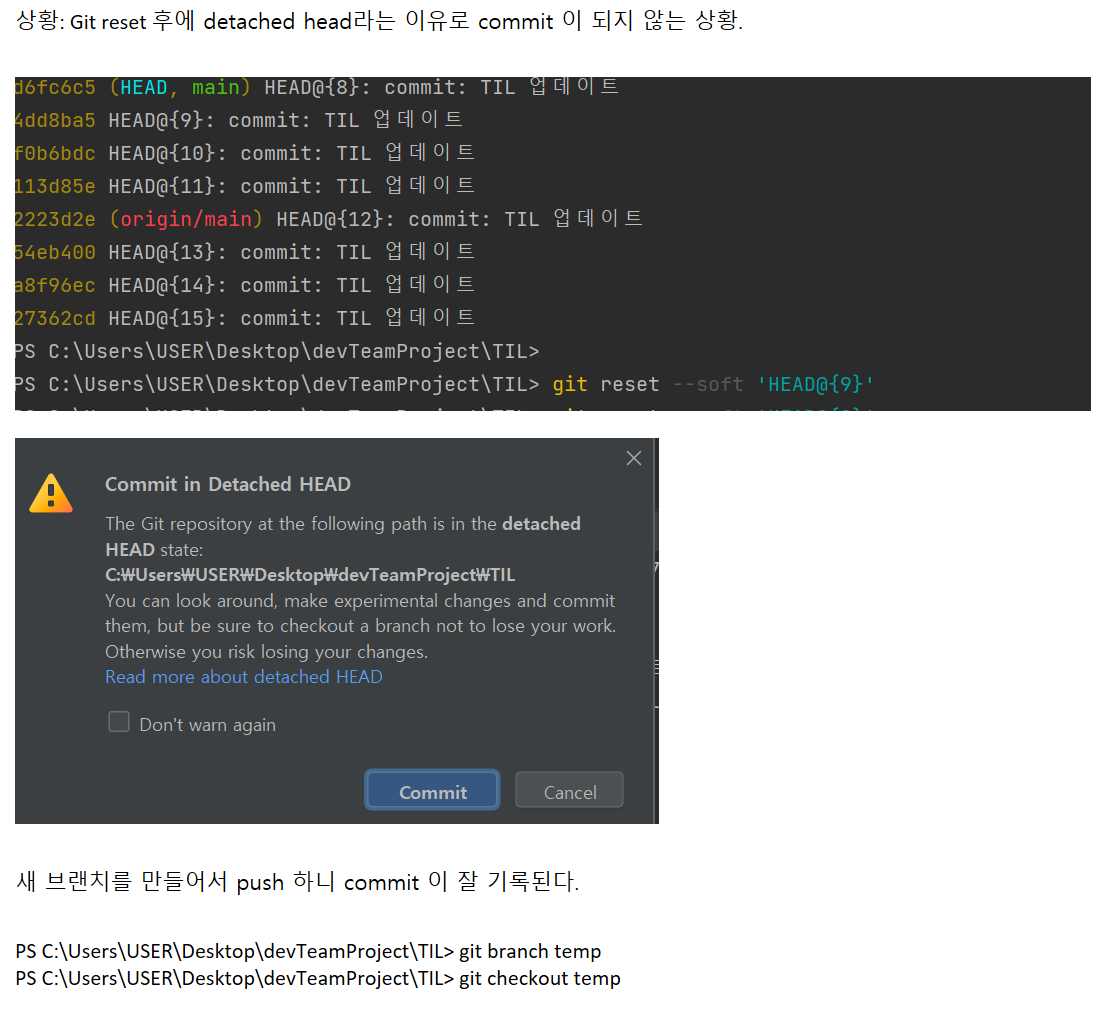 상황: Git reset 후에 detached head라는 이유로 commit 이 되지 않는 상황.
d6fc6c5 (HEAD, main) HEAD@{8}: commit: TIL 업데이트
4dd8ba5 HEAD@{9}: commit: TIL 업데이트
f0b6bdc HEAD@{10}: commit: TIL 업데이트
113d85e HEAD@{11}: commit: TIL 업데이트
2223d2e (origin/main) HEAD@{12}: commit: TIL 업데이트
54eb400 HEAD@{13}: commit: TIL 업데이트
a8f96ec HEAD@{14}: commit: TIL 업데이트
27362cd HEAD@{15}: commit: TIL 업데이트
PS C:\Users\USER\Desktop\devTeamProject\TIL>
PS C:\Users\USER\Desktop\devTeamProject\TIL> git reset --soft 'HEAD@{9}'
Commit in Detached HEAD
The Git repository at the following path is in the detached
HEAD state:
C:₩Users₩USER₩Desktop₩devTeamProject₩TIL
You can look around, make experimental changes and commit
them, but be sure to checkout a branch not to lose your work.
Otherwise you risk losing your changes.
Read more about detached HEAD
Don't warn again
Commit Cancel
새 브랜치를 만들어서 push 하니 commit 이 잘 기록된다.
PS C:\Users\USER\Desktop\devTeamProject\TIL> git branch temp
PS C:\Users\USER\Desktop\devTeamProject\TIL> git checkout temp